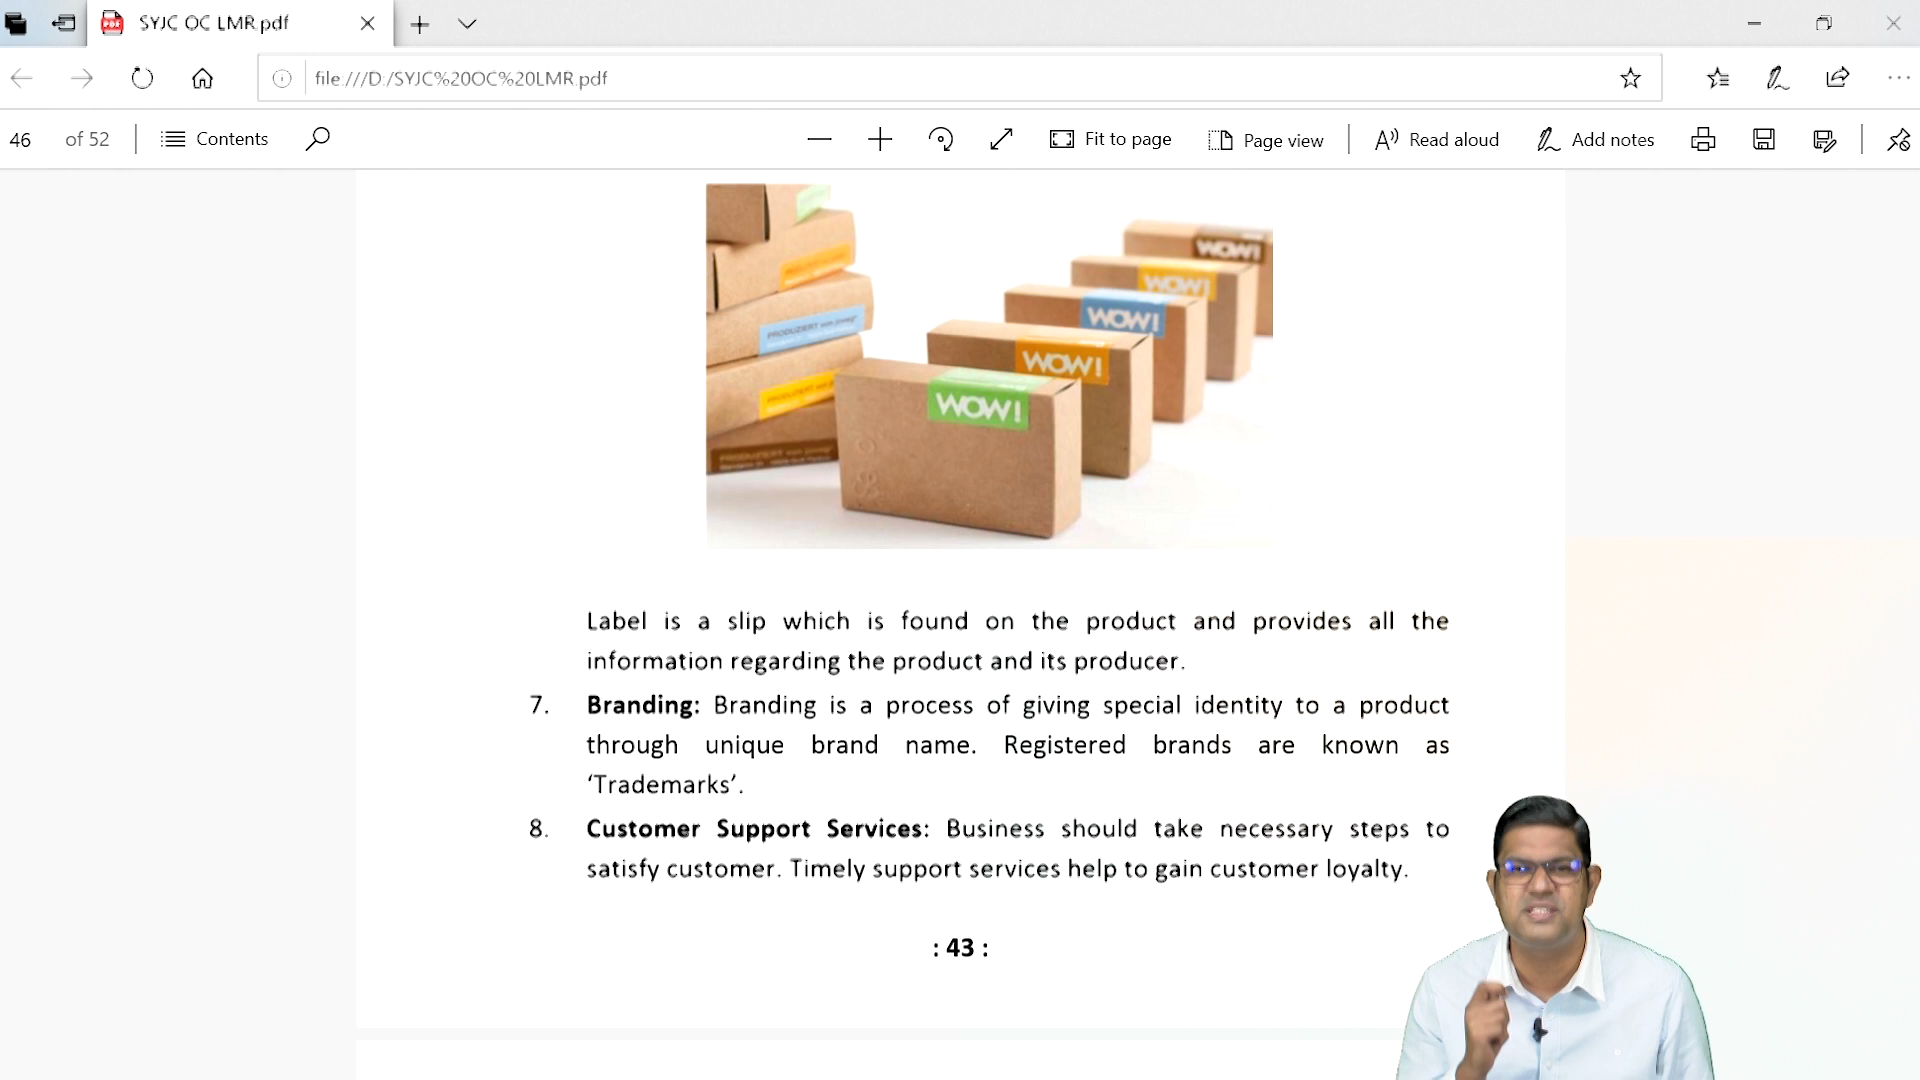 SYJC OC LMR.pdf
file:///D:/SYJC%20OC%20LMR.pdf
46 of 52 Contents Fit to page Page view Read aloud Add notes
WOW!
WOW!
WOW!
WOW!
WOW!
PRODUZIERT
PRODUZIERT
PRODUZIERT
Label is a slip which is found on the product and provides all the
information regarding the product and its producer.
7. Branding: Branding is a process of giving special identity to a product
through unique brand name. Registered brands are known as
‘Trademarks’.
8. Customer Support Services: Business should take necessary steps to
satisfy customer. Timely support services help to gain customer loyalty.
: 43 :